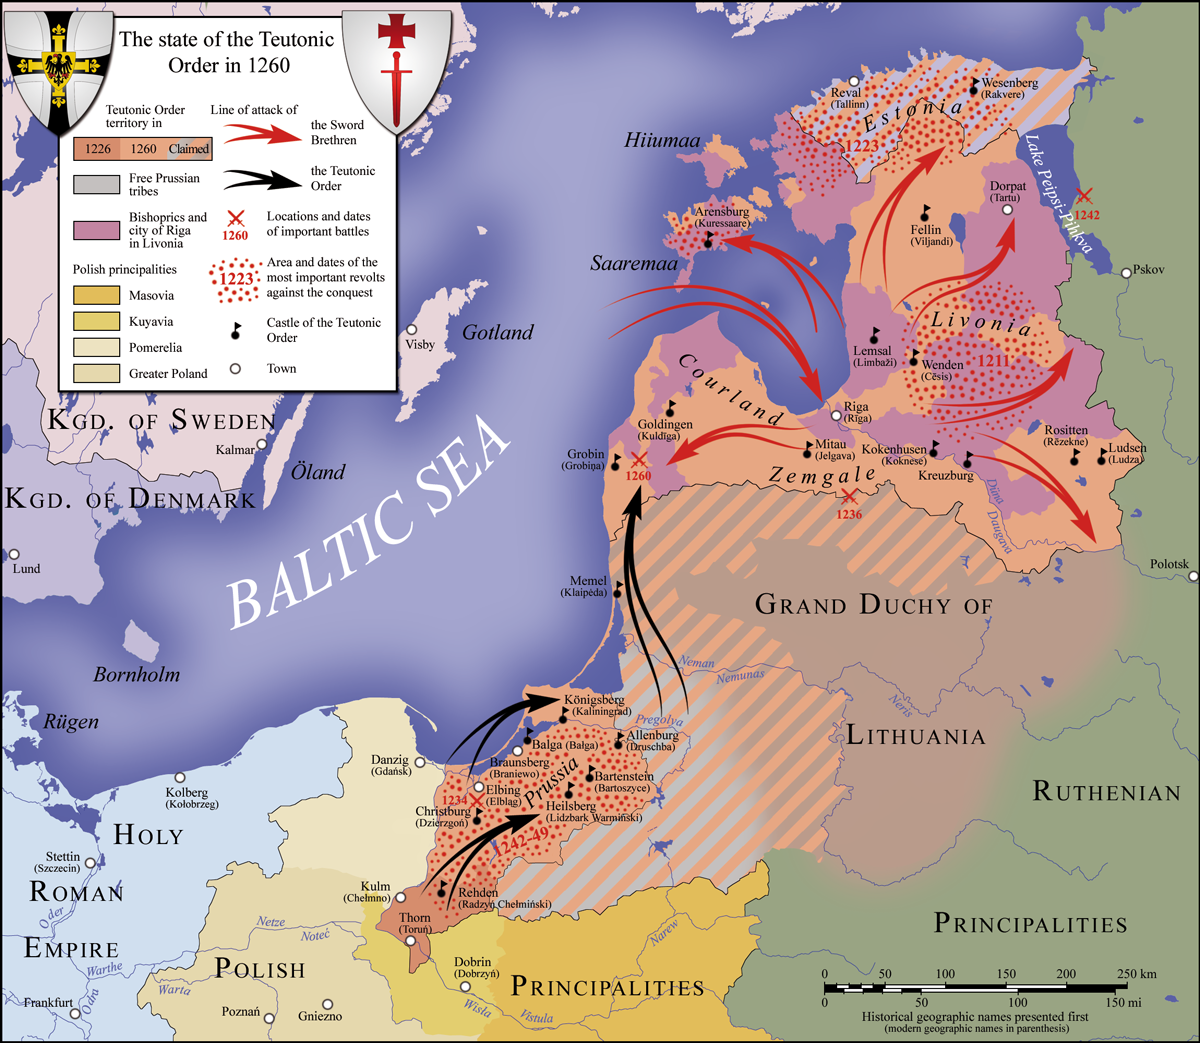 The state of the Teutonic
Order in 1260
Teutonic Order
territory in
1226
1260
Claimed
Free Prussian
tribes
Bishoprics and
city of Riga
in Livonia
Polish principalities
Masovia
Kuyavia
Pomerelia
Greater Poland
Line of attack of
the Sword
Brethren
the Teutonic
Order
1260
Locations and dates
of important battles
1223
Area and dates of the
most important revolts
against the conquest
Castle of the Teutonic
Order
Town
Reval
(Tallinn)
Wesenberg
(Rakvere)
Estonia
1223
Hiiumaa
Lake Peipsi-Pihkva
1242
Dorpat
(Tartu)
Arensburg
(Kuressaare)
Fellin
(Viljandi)
Saaremaa
Pskov
Gotland
Visby
Livonia
1211
Lemsal
(Limbaži)
Wenden
(Cēsis)
Courland
Goldingen
(Kuldīga)
Riga
(Rīga)
Kgd. of Sweden
Kalmar
Öland
Mitau
(Jelgava)
Kokenhusen
(Koknese)
Rositten
(Rēzekne)
Ludsen
(Ludza)
Grobin
(Grobiņa)
1260
Zemgale
Kreuzburg
Kgd. of Denmark
1236
Düna
Daugava
Baltic Sea
Lund
Polotsk
Memel
(Klaipėda)
Grand Duchy of
Lithuania
Bornholm
Neman
Nemunas
Neris
Rügen
Königsberg
(Kaliningrad)
Pregolya
Balga (Balga)
Allenburg
(Druschba)
Braunsberg
(Braniewo)
Danzig
(Gdańsk)
Bartenstein
(Bartoszyce)
Prussia
Kolberg
(Kołobrzeg)
1234
Elbing
(Elbląg)
Christburg
(Dzierzgoń)
Heilsberg
(Lidzbark Warmiński)
1242-49
Ruthenian
Principalities
Holy
Roman
Empire
Stettin
(Szczecin)
Kulm
(Chełmno)
Rehden
(Radzyń Chełmiński)
Thorn
(Toruń)
Oder
Odra
Netze
Noteć
Narew
Warthe
Warta
Polish
Principalities
Dobrin
(Dobrzyń)
Frankfurt
Poznań
Gniezno
Wisla
Vistula
0 50 100 150 200 250 km
0 50 100 150 mi
Historical geographic names presented first
(modern geographic names in parenthesis)